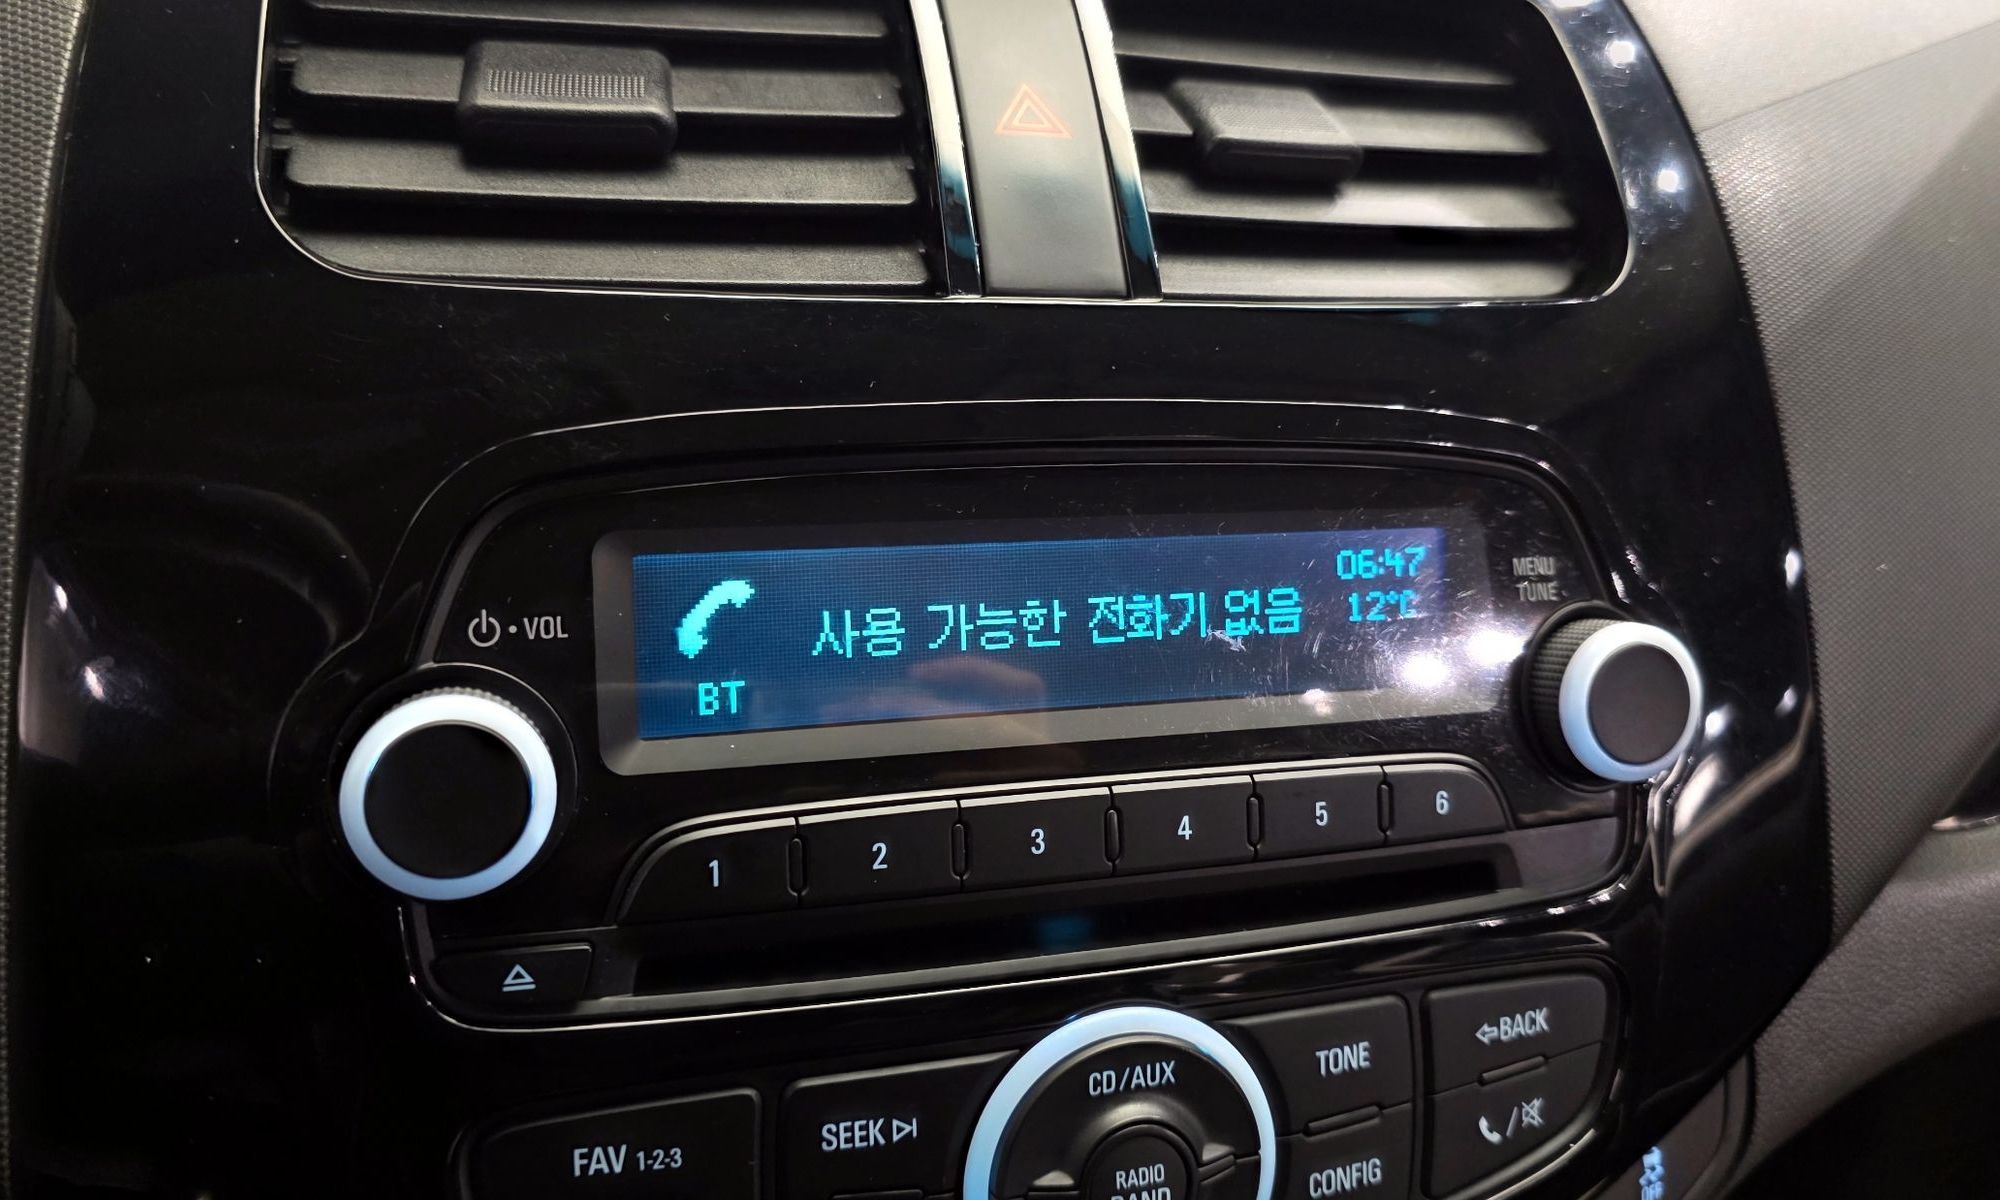 06:47
MENU
TUNE
⏻•VOL
사용 가능한 전화기 없음
12°C
BT
1 2 3 4 5 6
CD/AUX
TONE
BACK
SEEK
FAV 1-2-3
RADIO
BAND
CONFIG
OFF